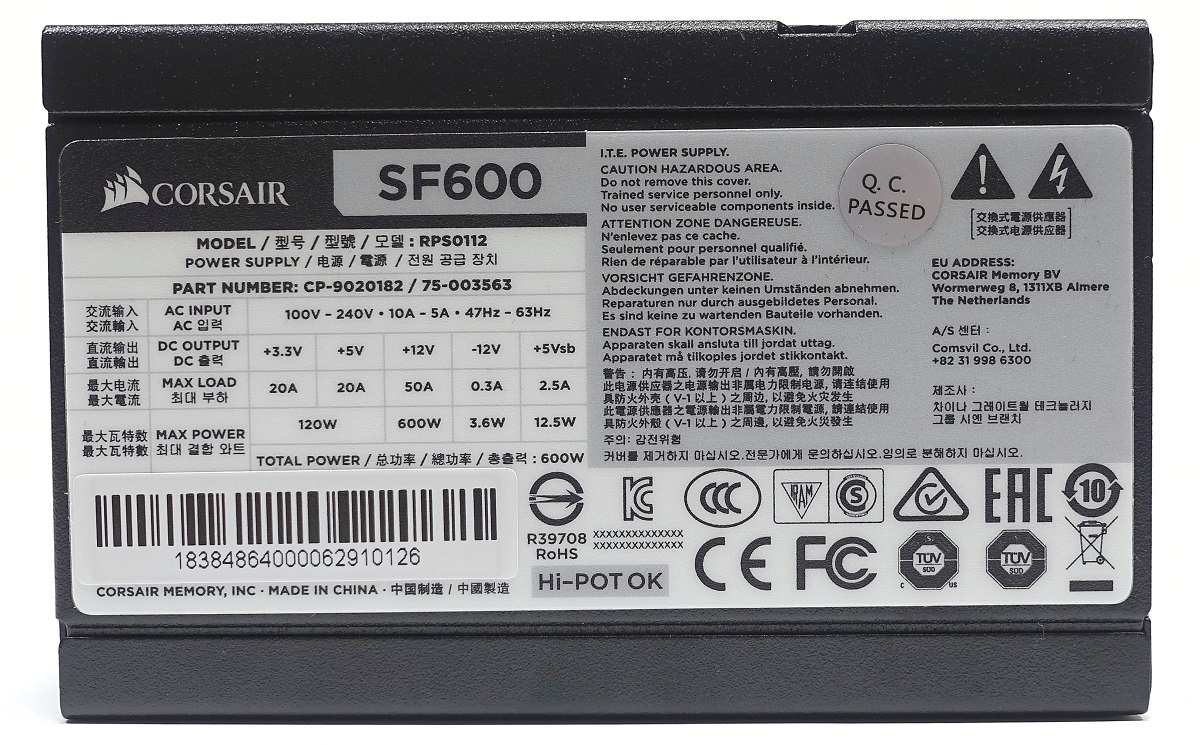 CORSAIR
SF600
MODEL / 型号 / 型號 / 모델 : RPS0112
POWER SUPPLY / 电源 / 電源 / 전원 공급 장치
PART NUMBER: CP-9020182 / 75-003563
交流输入
交流輸入
AC INPUT
AC 입력
100V - 240V • 10A - 5A • 47Hz - 63Hz
直流输出
直流輸出
DC OUTPUT
DC 출력
+3.3V +5V +12V -12V +5Vsb
最大电流
最大電流
MAX LOAD
최대 부하
20A 20A 50A 0.3A 2.5A
最大瓦特数
最大瓦特數
MAX POWER
최대 결합 와트
120W 600W 3.6W 12.5W
TOTAL POWER / 总功率 / 總功率 / 총출력 : 600W
18384864000062910126
CORSAIR MEMORY, INC · MADE IN CHINA · 中国制造 / 中國製造
I.T.E. POWER SUPPLY.
CAUTION HAZARDOUS AREA.
Do not remove this cover.
Trained service personnel only.
No user serviceable components inside.
ATTENTION ZONE DANGEREUSE.
N'enlevez pas ce cache.
Seulement pour personnel qualifié.
Rien de réparable par l'utilisateur à l'intérieur.
VORSICHT GEFAHRENZONE.
Abdeckungen unter keinen Umständen abnehmen.
Reparaturen nur durch ausgebildetes Personal.
Es sind keine zu wartenden Bauteile vorhanden.
ENDAST FOR KONTORSMASKIN.
Apparaten skall ansluta till jordat uttag.
Apparatet må tilkoples jordet stikkontakt.
警告 : 内有高压, 请勿开启 / 內有高壓, 請勿開啟
此电源供应器之电源输出非属电力限制电源, 请连结使用
具防火外壳 ( V-1 以上 ) 之周边, 以避免火灾发生
此電源供應器之電源輸出非屬電力限制電源, 請連結使用
具防火外殼 ( V-1 以上 ) 之周邊, 以避免火災發生
주의: 감전위험
커버를 제거하지 마십시오.전문가에게 문의하십시오.임의로 분해하지 마십시오.
Q. C.
PASSED
交換式電源供應器
交换式电源供应器
EU ADDRESS:
CORSAIR Memory BV
Wormerweg 8, 1311XB Almere
The Netherlands
A/S 센터 :
Comsvil Co., Ltd.
+82 31 998 6300
제조사 :
차이나 그레이트월 테크놀러지
그룹 시엔 브랜치
R39708
RoHS
XXXXXXXXXXXXXXX
XXXXXXXXXXXXXXX
Hi-POT OK
CCC
IRAM
S
EAC
10
CE
FC
TÜV
SÜD
C US
TÜV
SÜD